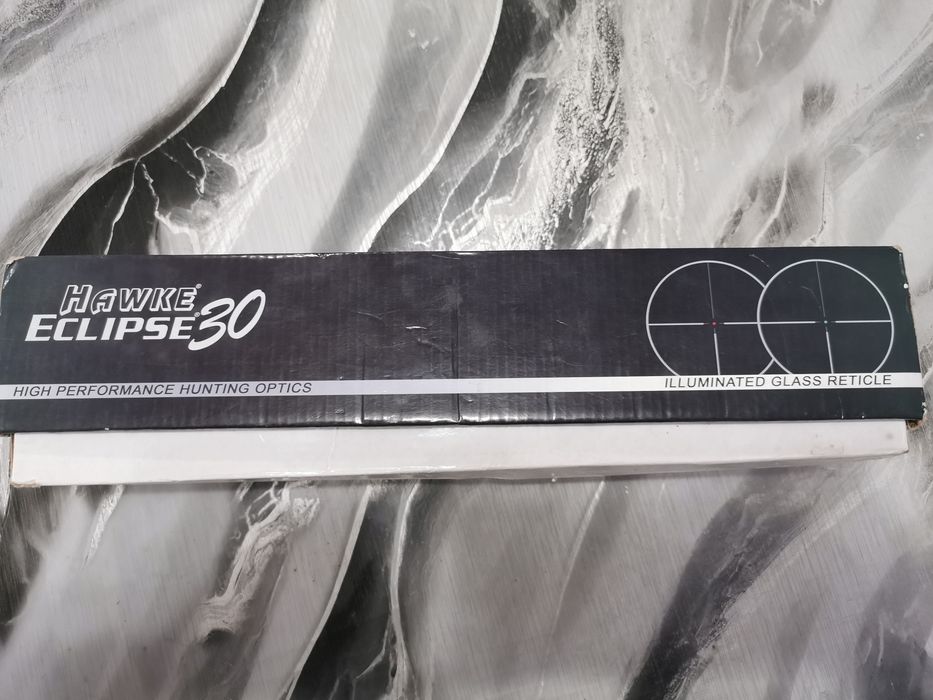 HAWKE®
ECLIPSE®30
HIGH PERFORMANCE HUNTING OPTICS
ILLUMINATED GLASS RETICLE